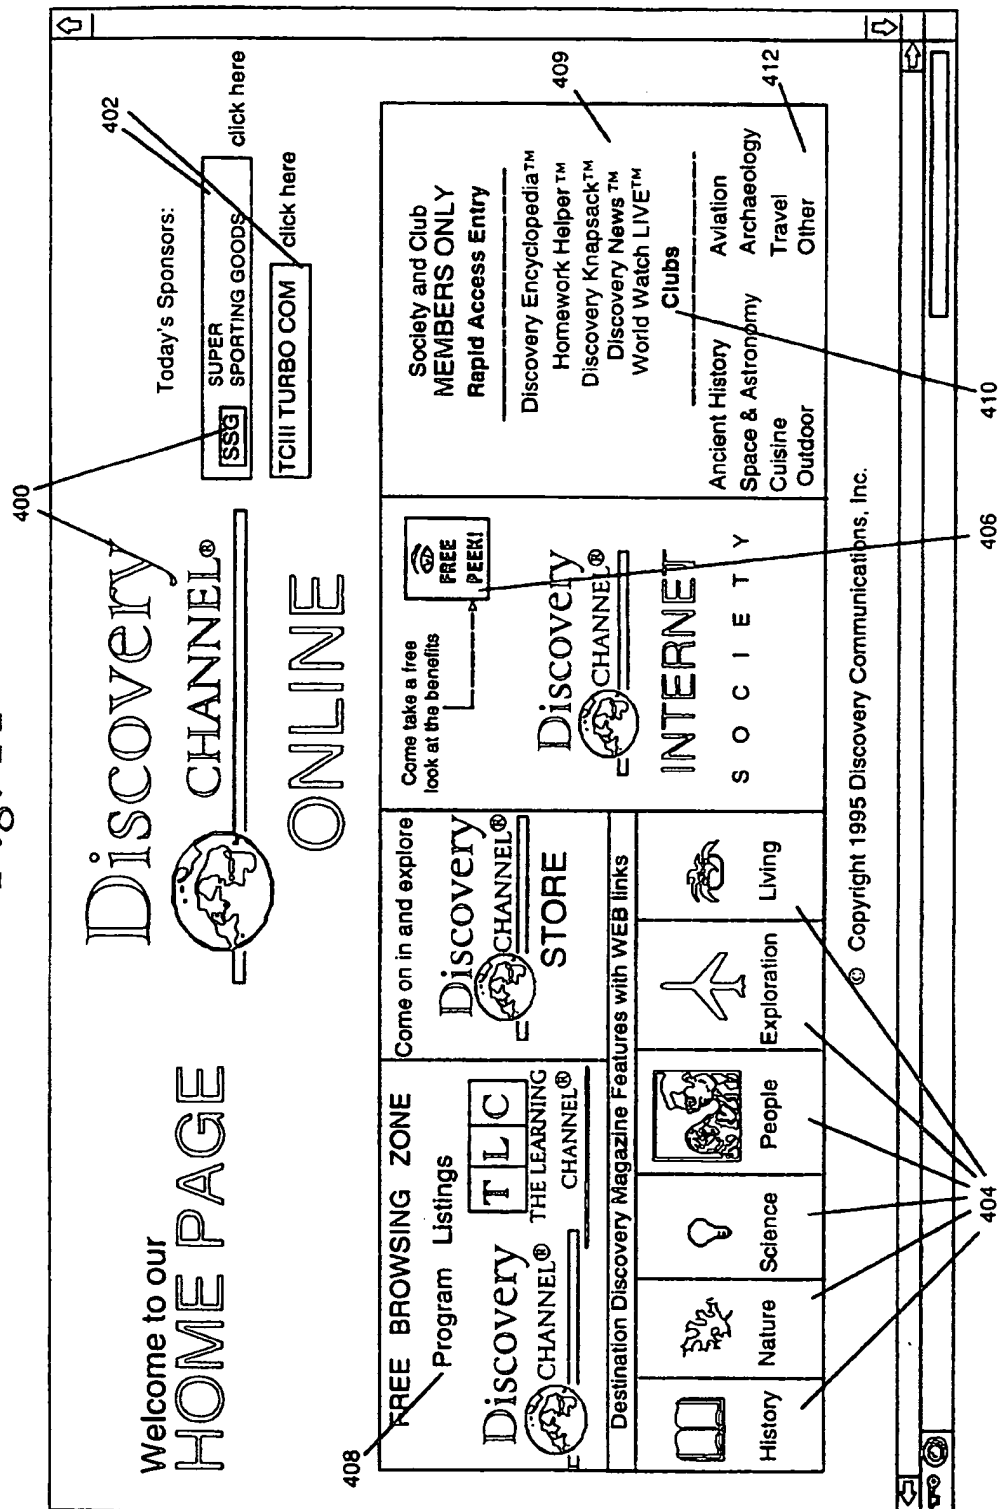 Welcome to our
HOME PAGE
Discovery
CHANNEL®
ONLINE
400
Today's Sponsors:
402
SSG
SUPER
SPORTING GOODS
click here
TCIII TURBO COM
click here
408
FREE BROWSING ZONE
Program Listings
Discovery
CHANNEL®
T L C
THE LEARNING
CHANNEL®
Come on in and explore
Discovery
CHANNEL®
STORE
Destination Discovery Magazine Features with WEB links
History
Nature
Science
People
Exploration
Living
404
Come take a free
look at the benefits
FREE
PEEK!
Discovery
CHANNEL®
INTERNET
SOCIETY
406
Society and Club
MEMBERS ONLY
Rapid Access Entry
Discovery Encyclopedia™
Homework Helper™
Discovery Knapsack™
Discovery News™
World Watch LIVE™
409
Clubs
410
Ancient History Aviation
Space & Astronomy Archaeology
Cuisine Travel
Outdoor Other
412
© Copyright 1995 Discovery Communications, Inc.